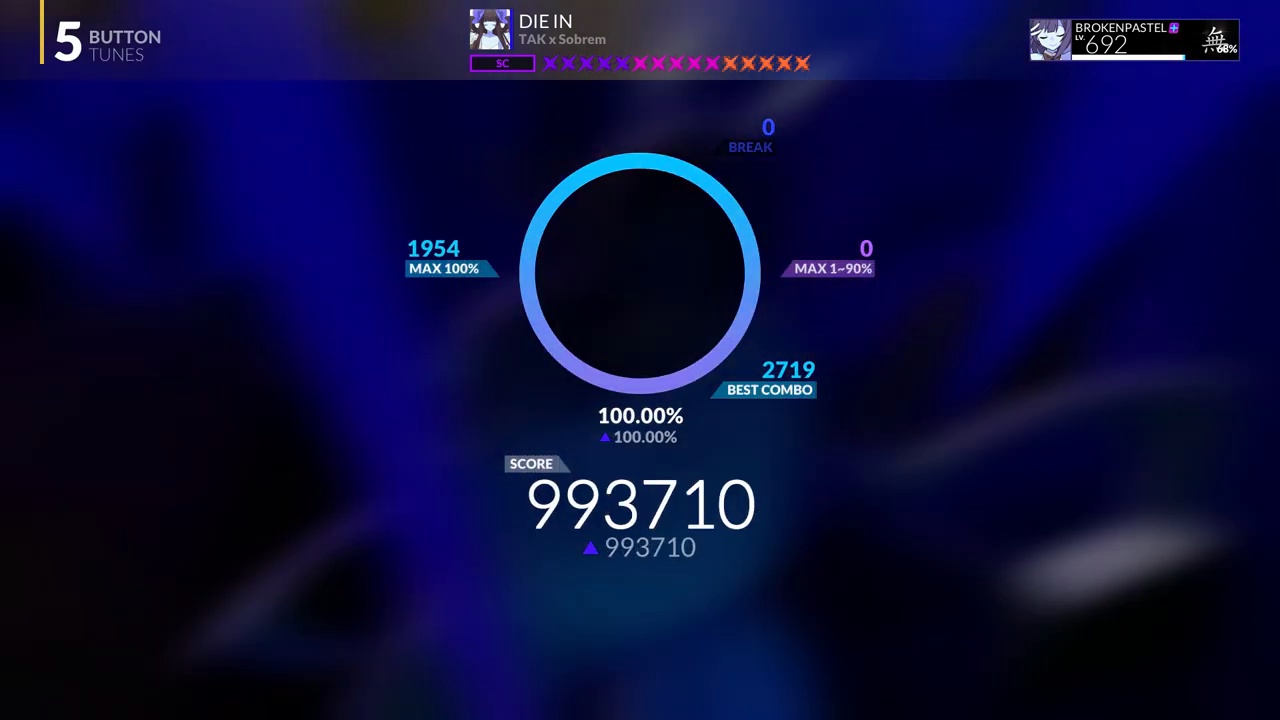 5 BUTTON
TUNES
DIE IN
TAK x Sobrem
SC
BROKENPASTEL
LV. 692
無
68%
0
BREAK
1954
MAX 100%
0
MAX 1~90%
2719
BEST COMBO
100.00%
▲ 100.00%
SCORE
993710
▲ 993710